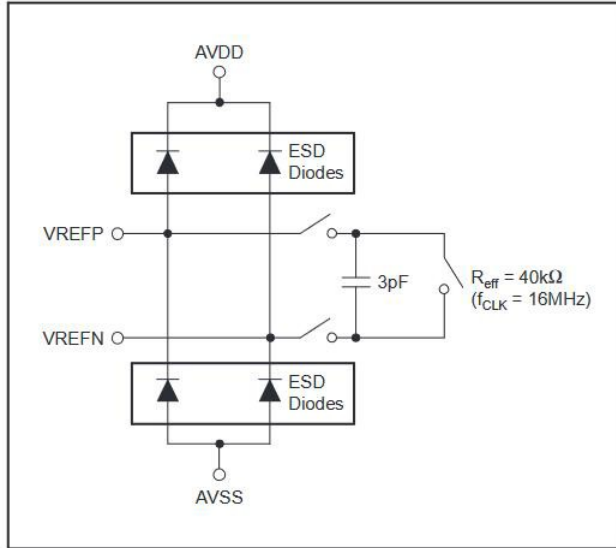 AVDD
ESD
Diodes
VREFP
3pF
R_eff = 40kΩ
(f_CLK = 16MHz)
VREFN
ESD
Diodes
AVSS